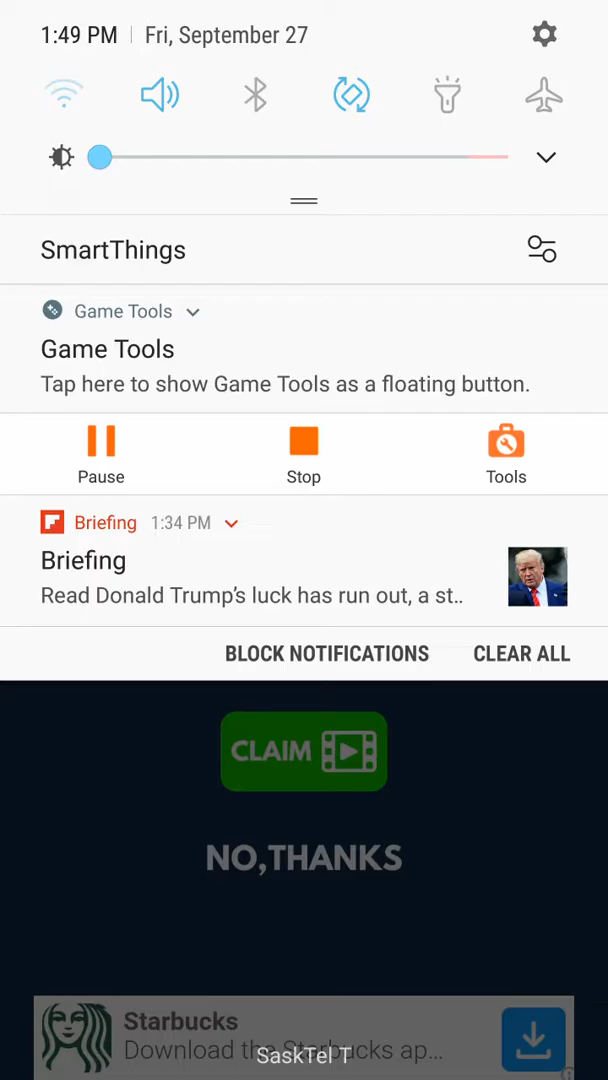 1:49 PM Fri, September 27
SmartThings
Game Tools
Game Tools
Tap here to show Game Tools as a floating button.
Pause Stop Tools
Briefing 1:34 PM
Briefing
Read Donald Trump’s luck has run out, a st..
BLOCK NOTIFICATIONS CLEAR ALL
CLAIM
NO,THANKS
Starbucks
Download the Starbucks ap...
SaskTel T